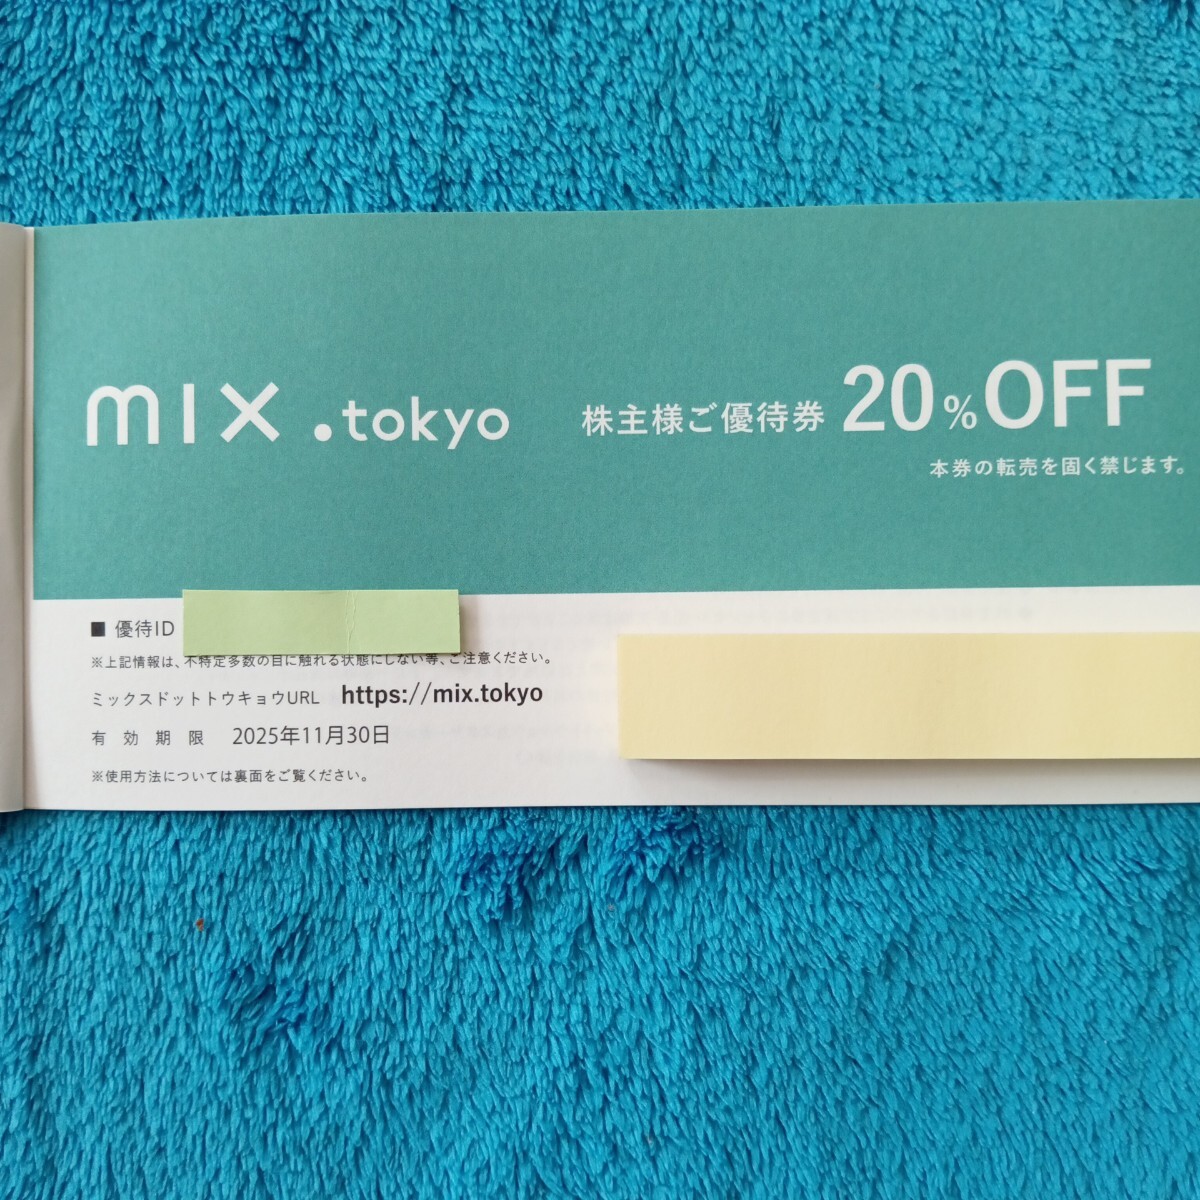 mix.tokyo
株主様ご優待券 20%OFF
本券の転売を固く禁じます。
■ 優待ID
※上記情報は、不特定多数の目に触れる状態にしない等、ご注意ください。
ミックスドットトウキョウURL https://mix.tokyo
有効期限 2025年11月30日
※使用方法については裏面をご覧ください。